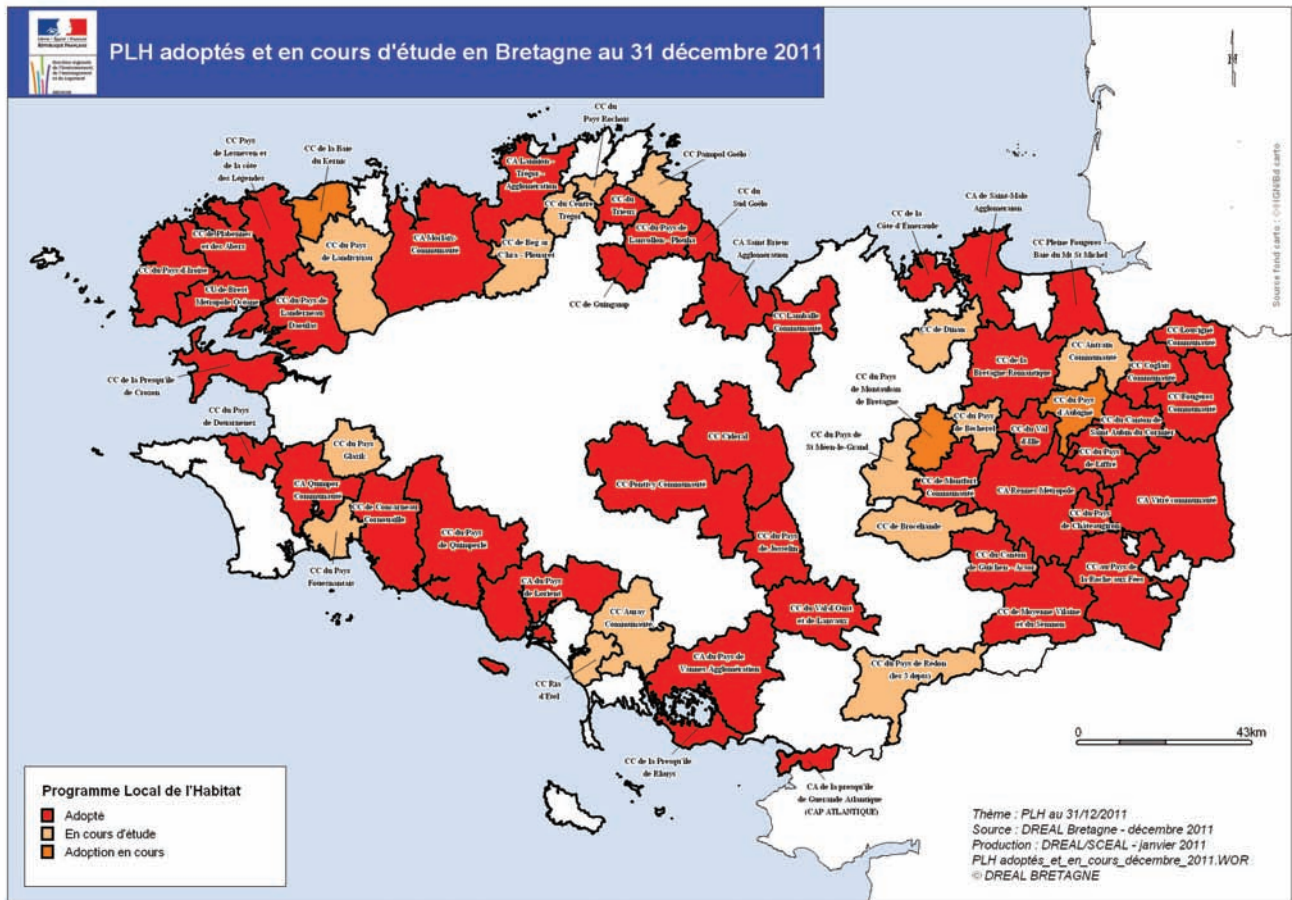 PLH adoptés et en cours d'étude en Bretagne au 31 décembre 2011
RÉPUBLIQUE FRANÇAISE
Source fond carto : ©IGN/Bd carto
CC Pays
de Lesneven et
de la côte
des Légendes
CC de la Baie
du Kernic
CC de Plabennec
et des Abers
CC du Pays d'Iroise
CU de Brest
Métropole Océane
CC du Pays de
Landerneau
Daoulas
CC du Pays
de Landivisiau
CA Morlaix-
Communauté
CA Lannion -
Trégor -
Agglomération
CC de Beg ar
C'hra - Plouaret
CC du Centre
Trégor
CC du
Pays Rochois
CC Paimpol Goëlo
CC du
Trieux
CC du Pays de
Lanvollon - Plouha
CC du
Sud Goëlo
CC de Guingamp
CA Saint Brieuc
Agglomération
CC Lamballe
Communauté
CC de la
Côte d'Emeraude
CA de Saint-Malo
Agglomération
CC Pleine Fougères
Baie du Mt St Michel
CC de Dinan
CC de la
Bretagne Romantique
CC Antrain
Communauté
CC Louvigné
Communauté
CC Coglais
Communauté
CC Fougères
Communauté
CC du Pays
d'Aubigné
CC du Canton de
Saint Aubin du Cormier
CC du Pays
de Liffré
CC du Val
d'Ille
CC du Pays
de Bécherel
CC du Pays
de Montauban
de Bretagne
CC du Pays de
St Méen-le-Grand
CC de Montfort
Communauté
CA Rennes Métropole
CA Vitré communauté
CC du Pays
de Châteaugiron
CC de Brocéliande
CC du Canton
de Guichen - Acsor
CC au Pays de
la Roche aux Fées
CC de Moyenne Vilaine
et du Semnon
CC du Pays de Redon
(les 3 depts)
CC de la Presqu'île
de Crozon
CC du Pays
de Douarnenez
CC du Pays
Glazik
CA Quimper
Communauté
CC de Concarneau
Cornouaille
CC du Pays
Fouesnantais
CC du Pays
de Quimperlé
CA du Pays
de Lorient
CC Auray
Communauté
CC Ria
d'Etel
CA du Pays de
Vannes Agglomération
CC de la Presqu'île de
Rhuys
CC Pontivy Communauté
CC Cideral
CC du Pays
de Josselin
CC du Val d'Oust
et de Lanvaux
CA de la presqu'île
de Guérande Atlantique
(CAP ATLANTIQUE)
0 43km
Programme Local de l'Habitat
Adopté
En cours d'étude
Adoption en cours
Thème : PLH au 31/12/2011
Source : DREAL Bretagne - décembre 2011
Production : DREAL/SCEAL - janvier 2011
PLH adoptés_et_en_cours_décembre_2011.WOR
© DREAL BRETAGNE